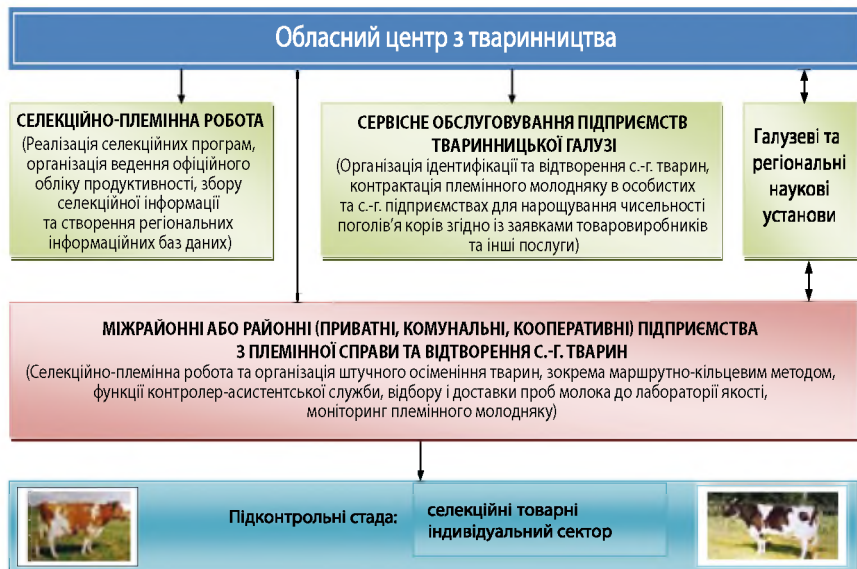 Обласний центр з тваринництва
СЕЛЕКЦІЙНО-ПЛЕМІННА РОБОТА
(Реалізація селекційних програм,
організація ведення офіційного
обліку продуктивності, збору
селекційної інформації
та створення регіональних
інформаційних баз даних)
СЕРВІСНЕ ОБСЛУГОВУВАННЯ ПІДПРИЄМСТВ
ТВАРИННИЦЬКОЇ ГАЛУЗІ
(Організація ідентифікації та відтворення с.-г. тварин,
контрактація племінного молодняку в особистих
та с.-г. підприємствах для нарощування чисельності
поголів’я корів згідно із заявками товаровиробників
та інші послуги)
Галузеві та
регіональні
наукові
установи
МІЖРАЙОННІ АБО РАЙОННІ (ПРИВАТНІ, КОМУНАЛЬНІ, КООПЕРАТИВНІ) ПІДПРИЄМСТВА
З ПЛЕМІННОЇ СПРАВИ ТА ВІДТВОРЕННЯ С.-Г. ТВАРИН
(Селекційно-племінна робота та організація штучного осіменіння тварин, зокрема маршрутно-кільцевим методом,
функції контролер-асистентської служби, відбору і доставки проб молока до лабораторії якості,
моніторинг племінного молодняку)
Підконтрольні стада:
селекційні товарні
індивідуальний сектор